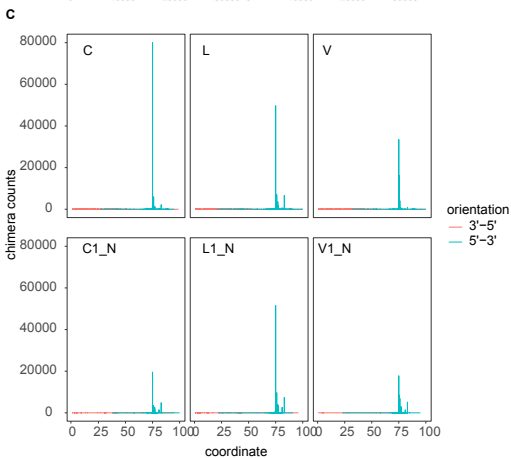 C
C
L
V
80000
60000
40000
20000
0
C1_N
L1_N
V1_N
80000
60000
40000
20000
0
0 25 50 75 100
0 25 50 75 100
0 25 50 75 100
chimera counts
coordinate
orientation
3'−5'
5'−3'